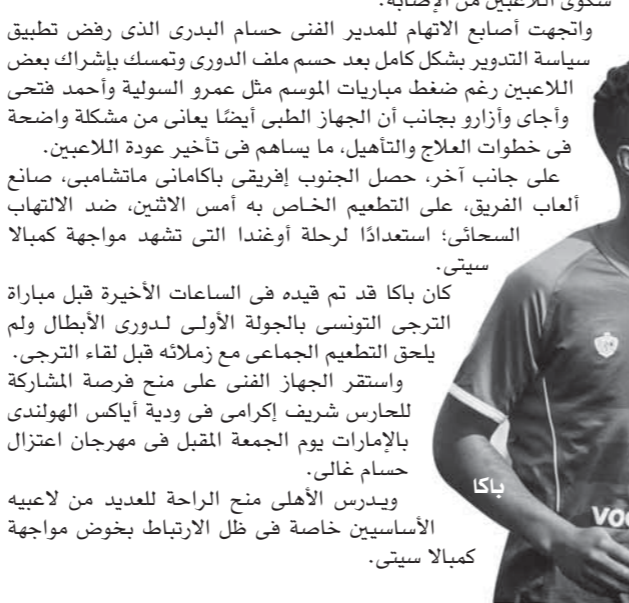 شكوى اللاعبين من الإصابة.
واتجهت أصابع الاتهام للمدير الفنى حسام البدرى الذى رفض تطبيق
سياسة التدوير بشكل كامل بعد حسم ملف الدورى وتمسك بإشراك بعض
اللاعبين رغم ضغط مباريات الموسم مثل عمرو السولية وأحمد فتحى
وأجاى وأزارو بجانب أن الجهاز الطبى أيضًا يعانى من مشكلة واضحة
فى خطوات العلاج والتأهيل، ما يساهم فى تأخير عودة اللاعبين.
على جانب آخر، حصل الجنوب إفريقى باكامانى ماتشامبى، صانع
ألعاب الفريق، على التطعيم الخاص به أمس الاثنين، ضد الالتهاب
السحائى؛ استعدادًا لرحلة أوغندا التى تشهد مواجهة كمبالا
سيتى.
كان باكا قد تم قيده فى الساعات الأخيرة قبل مباراة
الترجى التونسى بالجولة الأولى لدورى الأبطال ولم
يلحق التطعيم الجماعى مع زملائه قبل لقاء الترجى.
واستقر الجهاز الفنى على منح فرصة المشاركة
للحارس شريف إكرامى فى ودية أياكس الهولندى
بالإمارات يوم الجمعة المقبل فى مهرجان اعتزال
حسام غالى.
ويدرس الأهلى منح الراحة للعديد من لاعبيه
الأساسيين خاصة فى ظل الارتباط بخوض مواجهة
كمبالا سيتى.
باكا
VO